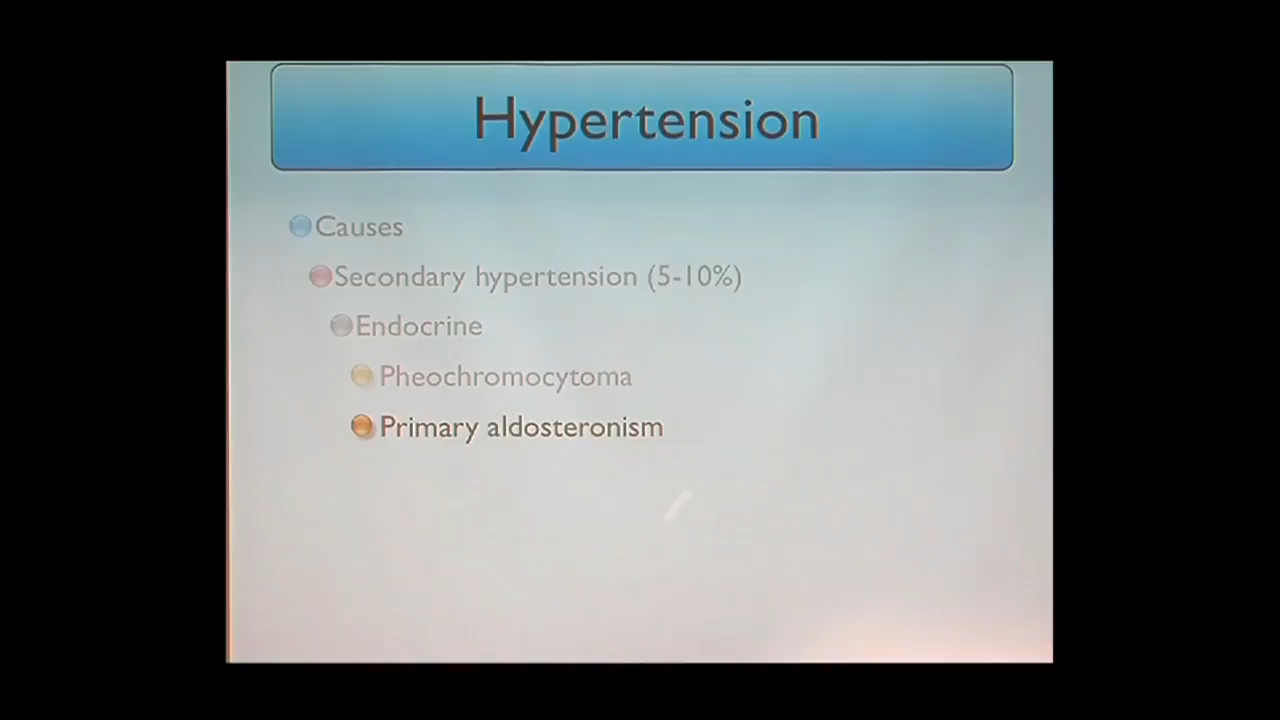 Hypertension
Causes
Secondary hypertension (5-10%)
Endocrine
Pheochromocytoma
Primary aldosteronism